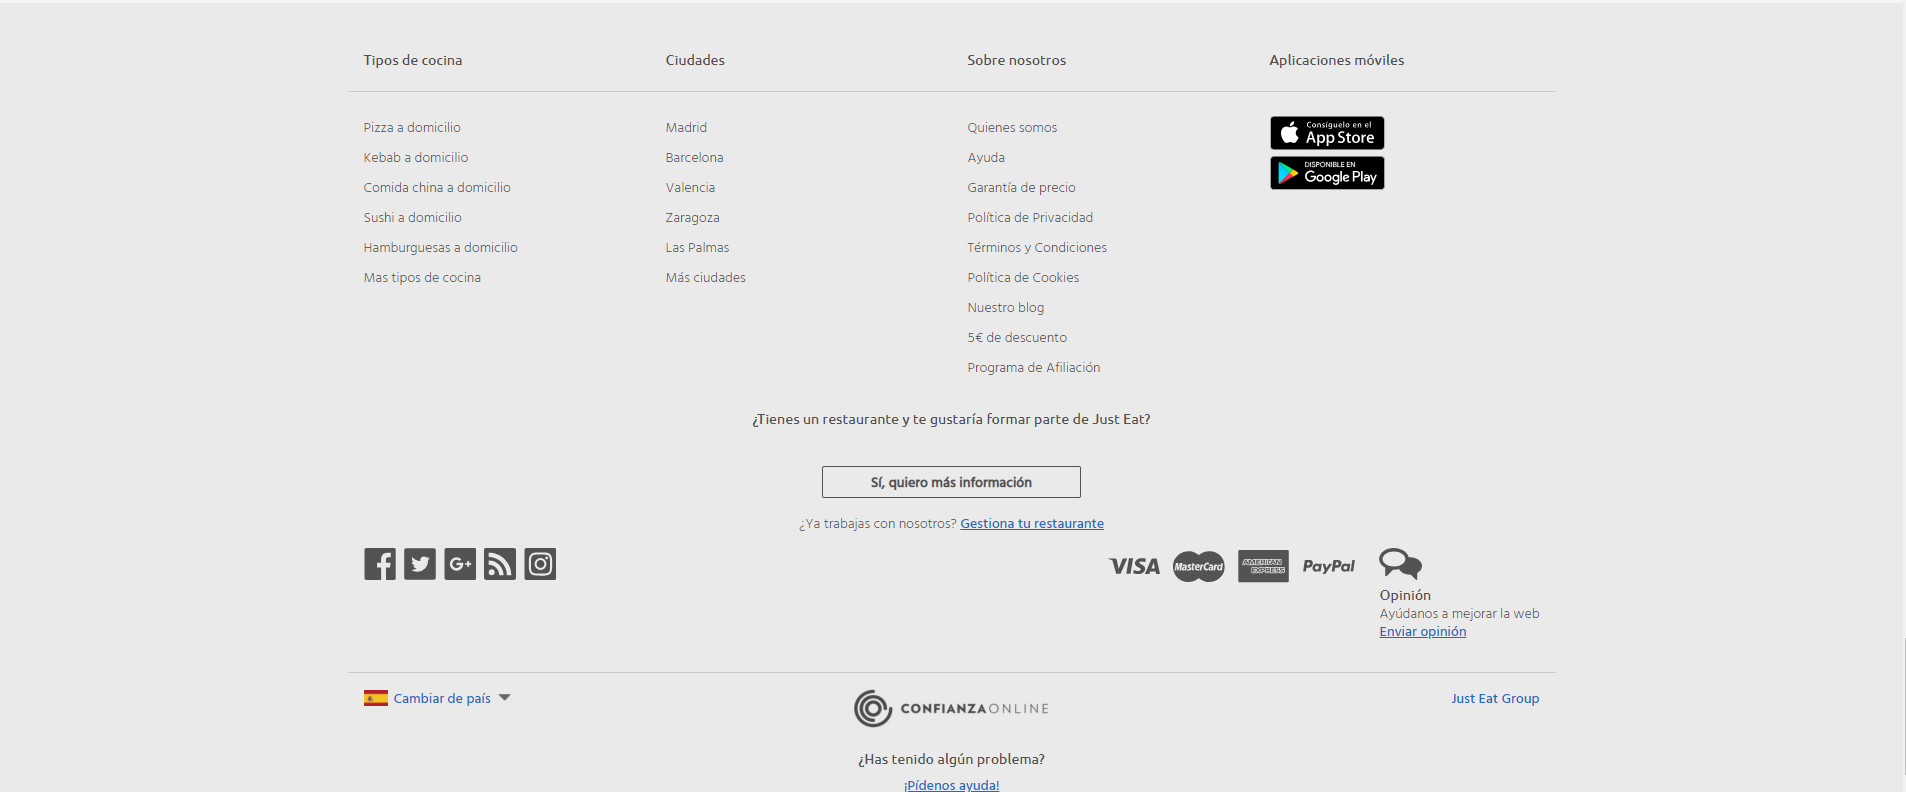 Tipos de cocina
Pizza a domicilio
Kebab a domicilio
Comida china a domicilio
Sushi a domicilio
Hamburguesas a domicilio
Mas tipos de cocina
Ciudades
Madrid
Barcelona
Valencia
Zaragoza
Las Palmas
Más ciudades
Sobre nosotros
Quienes somos
Ayuda
Garantía de precio
Política de Privacidad
Términos y Condiciones
Política de Cookies
Nuestro blog
5€ de descuento
Programa de Afiliación
Aplicaciones móviles
Consíguelo en el
App Store
DISPONIBLE EN
Google Play
¿Tienes un restaurante y te gustaría formar parte de Just Eat?
Sí, quiero más información
¿Ya trabajas con nosotros? Gestiona tu restaurante
G+
VISA
MasterCard
AMERICAN
EXPRESS
PayPal
Opinión
Ayúdanos a mejorar la web
Enviar opinión
Cambiar de país
CONFIANZAONLINE
Just Eat Group
¿Has tenido algún problema?
¡Pídenos ayuda!